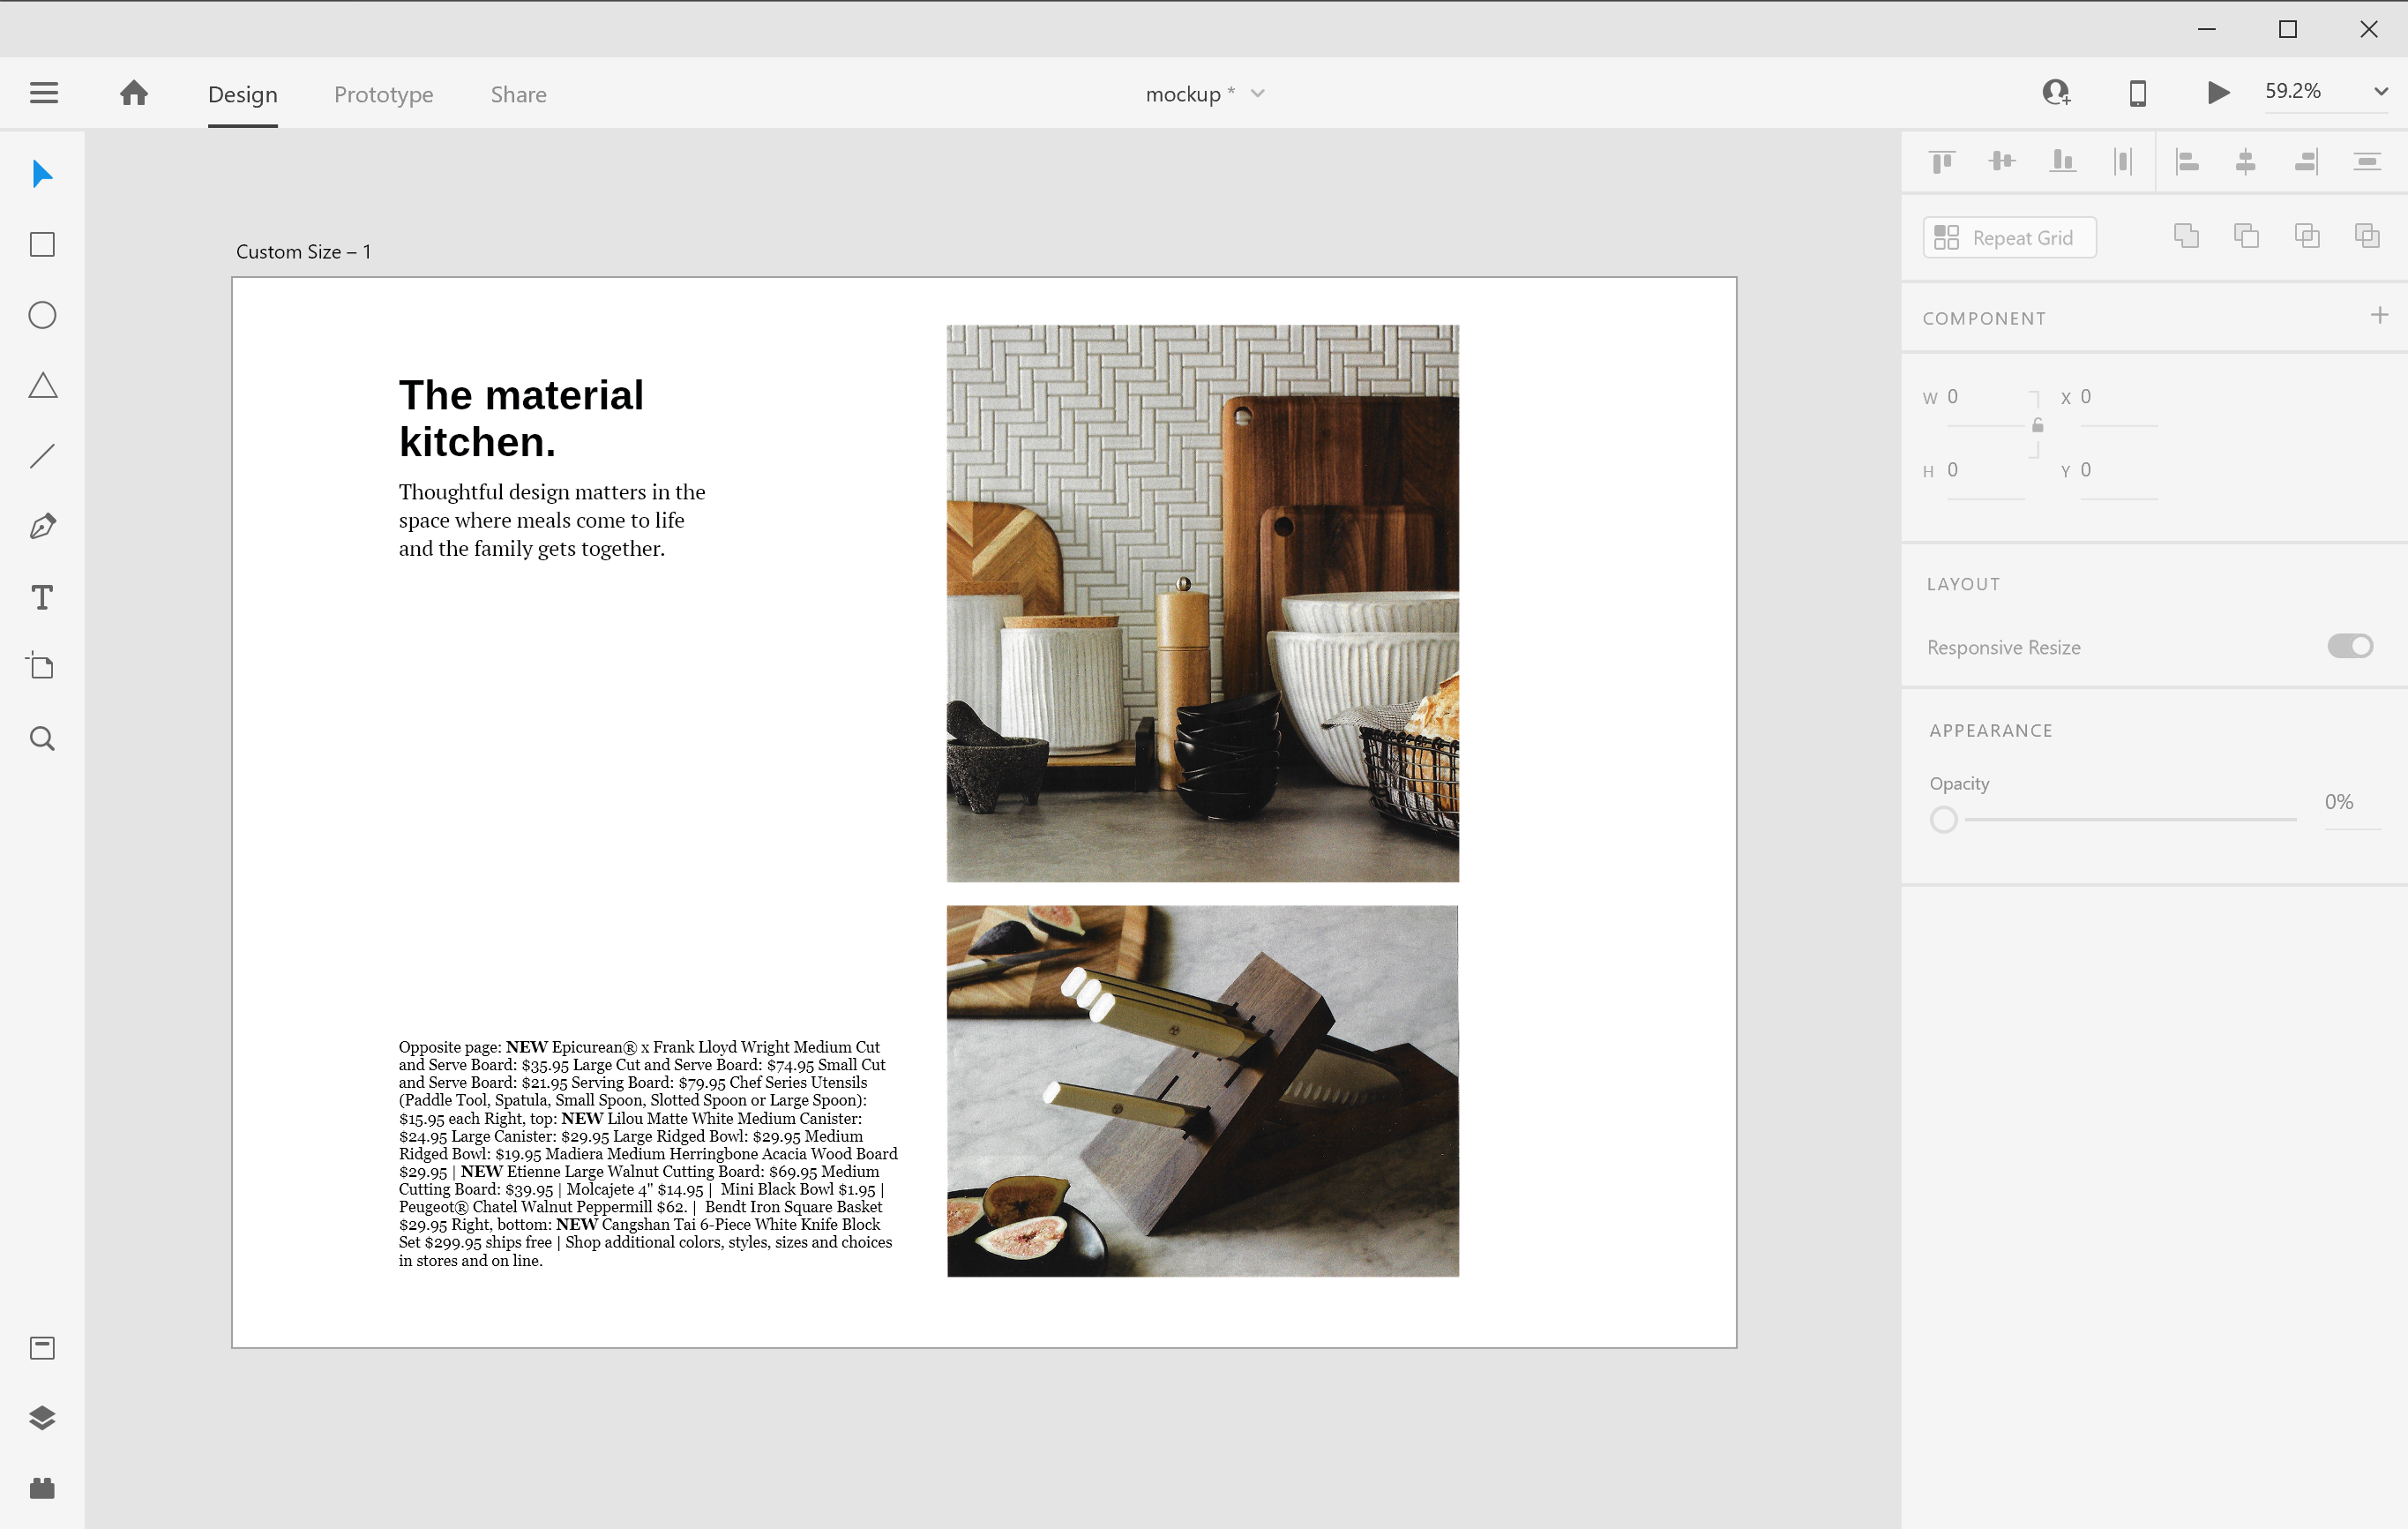 Design
Prototype
Share
mockup *
59.2%
Custom Size – 1
The material
kitchen.
Thoughtful design matters in the
space where meals come to life
and the family gets together.
Opposite page: NEW Epicurean® x Frank Lloyd Wright Medium Cut
and Serve Board: $35.95 Large Cut and Serve Board: $74.95 Small Cut
and Serve Board: $21.95 Serving Board: $79.95 Chef Series Utensils
(Paddle Tool, Spatula, Small Spoon, Slotted Spoon or Large Spoon):
$15.95 each Right, top: NEW Lilou Matte White Medium Canister:
$24.95 Large Canister: $29.95 Large Ridged Bowl: $29.95 Medium
Ridged Bowl: $19.95 Madiera Medium Herringbone Acacia Wood Board
$29.95 | NEW Etienne Large Walnut Cutting Board: $69.95 Medium
Cutting Board: $39.95 | Molcajete 4" $14.95 | Mini Black Bowl $1.95 |
Peugeot® Chatel Walnut Peppermill $62. | Bendt Iron Square Basket
$29.95 Right, bottom: NEW Cangshan Tai 6-Piece White Knife Block
Set $299.95 ships free | Shop additional colors, styles, sizes and choices
in stores and on line.
Repeat Grid
COMPONENT
W 0 X 0
H 0 Y 0
LAYOUT
Responsive Resize
APPEARANCE
Opacity
0%